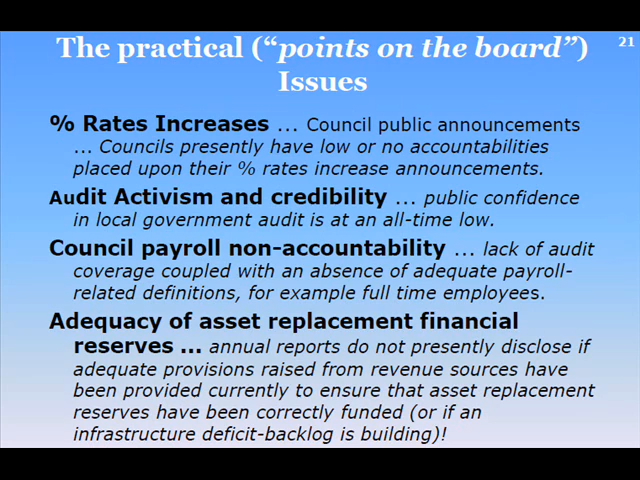 The practical (“points on the board”)
21
Issues
% Rates Increases … Council public announcements
... Councils presently have low or no accountabilities
placed upon their % rates increase announcements.
Audit Activism and credibility … public confidence
in local government audit is at an all-time low.
Council payroll non-accountability … lack of audit
coverage coupled with an absence of adequate payroll-
related definitions, for example full time employees.
Adequacy of asset replacement financial
reserves … annual reports do not presently disclose if
adequate provisions raised from revenue sources have
been provided currently to ensure that asset replacement
reserves have been correctly funded (or if an
infrastructure deficit-backlog is building)!